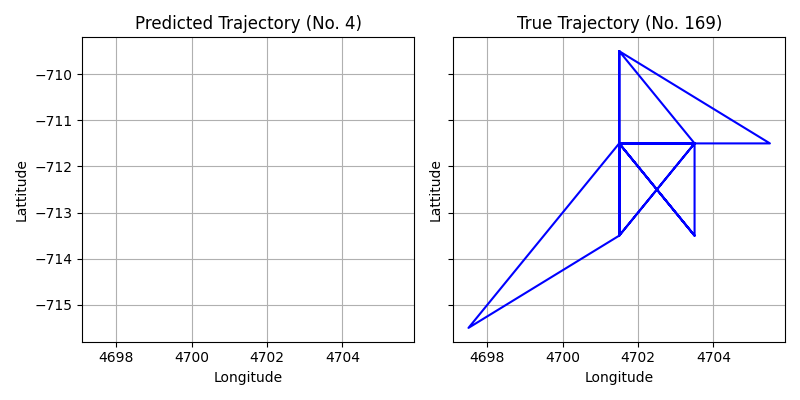 Predicted Trajectory (No. 4)
True Trajectory (No. 169)
Lattitude
−710
−711
−712
−713
−714
−715
4698
4700
4702
4704
Longitude
Lattitude
4698
4700
4702
4704
Longitude